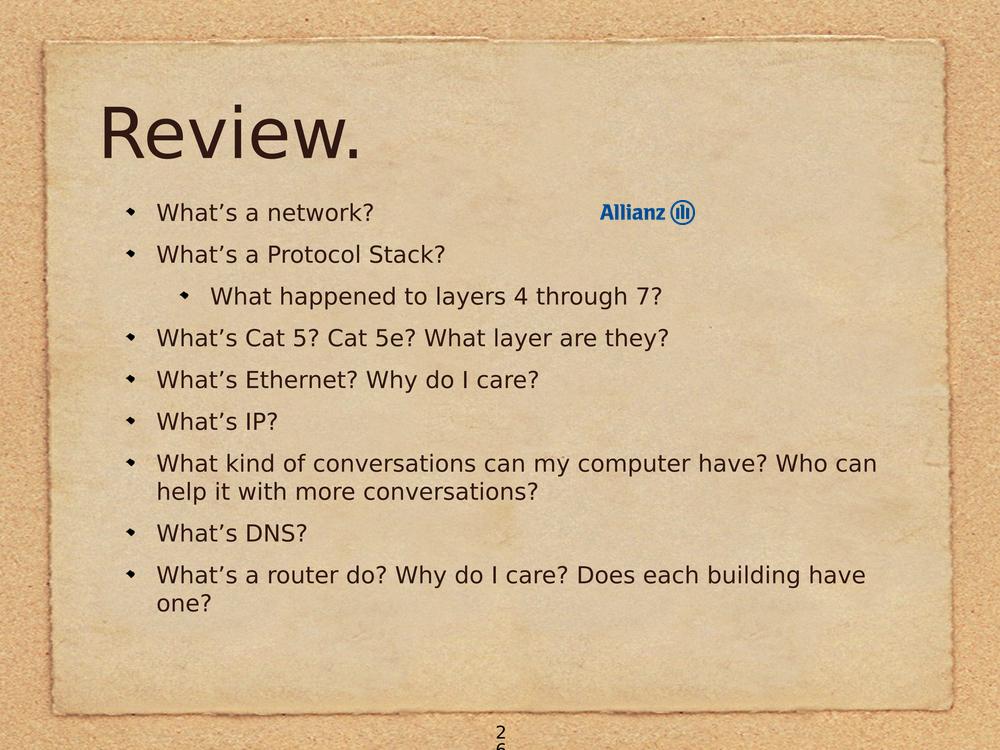 Review.
What’s a network?
Allianz
What’s a Protocol Stack?
What happened to layers 4 through 7?
What’s Cat 5? Cat 5e? What layer are they?
What’s Ethernet? Why do I care?
What’s IP?
What kind of conversations can my computer have? Who can
help it with more conversations?
What’s DNS?
What’s a router do? Why do I care? Does each building have
one?
2
6